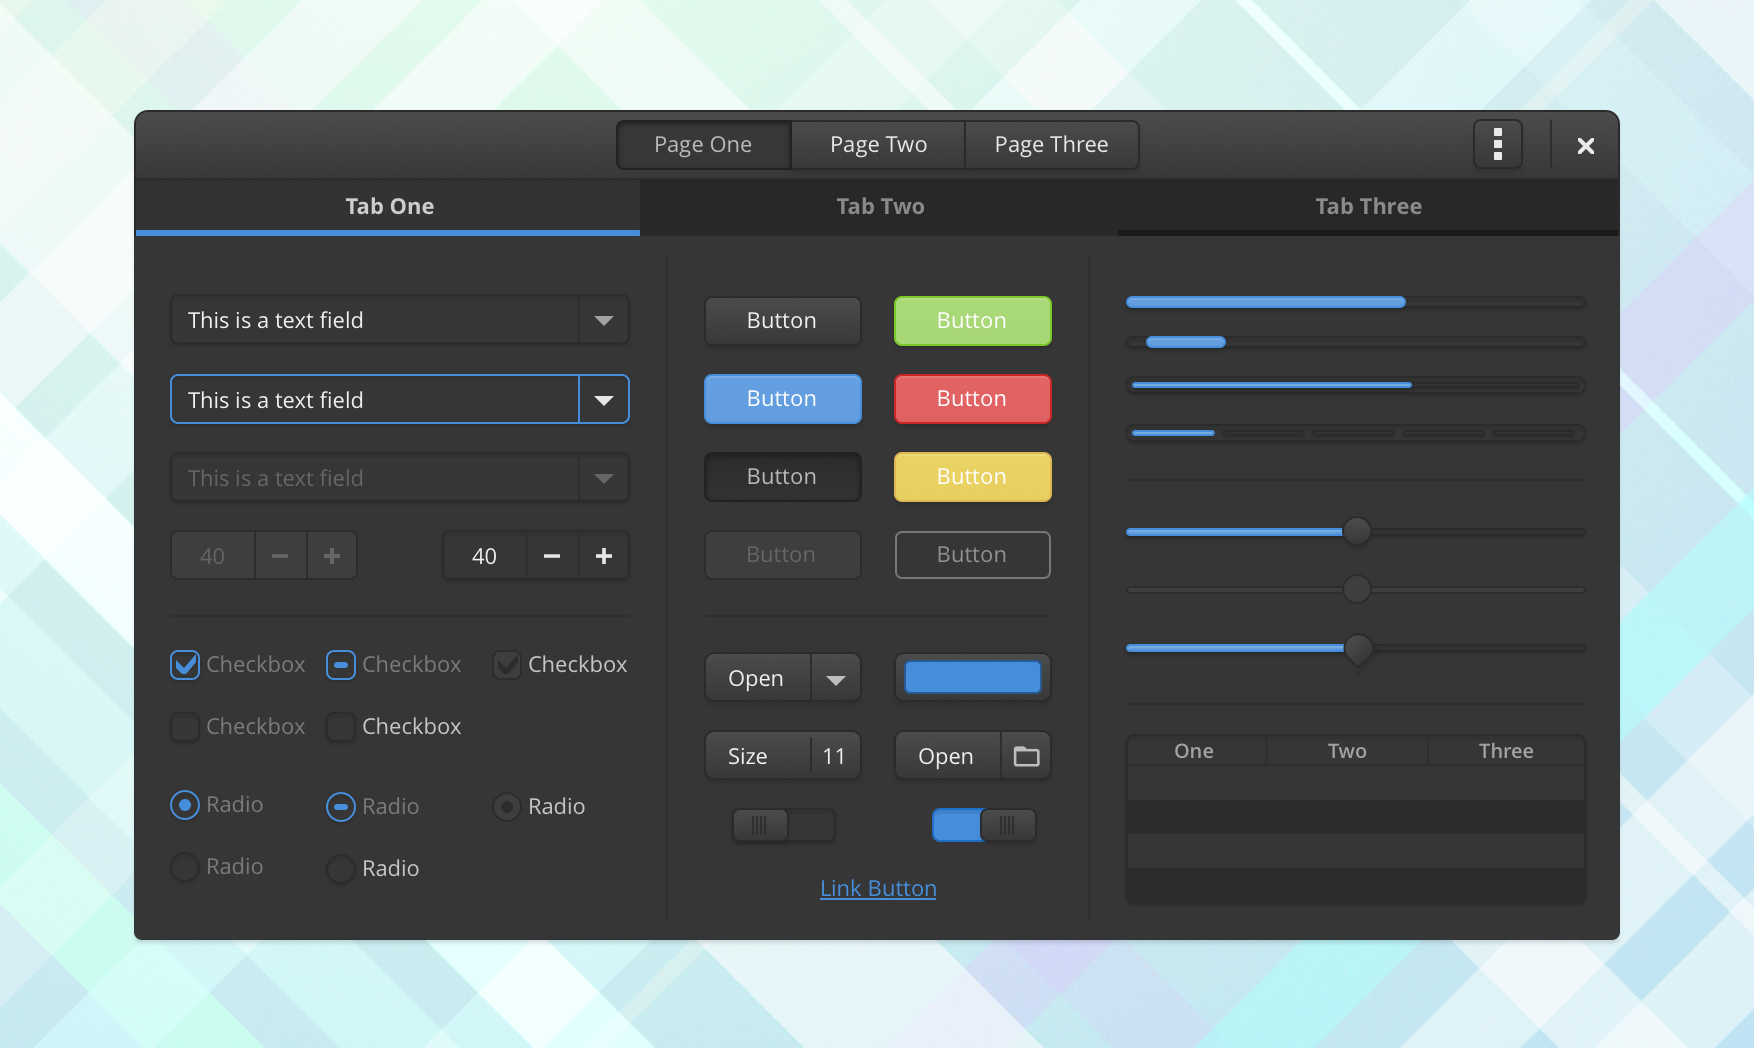 Page One
Page Two
Page Three
Tab One
Tab Two
Tab Three
This is a text field
This is a text field
This is a text field
40
40
Checkbox
Checkbox
Checkbox
Checkbox
Checkbox
Radio
Radio
Radio
Radio
Radio
Button
Button
Button
Button
Button
Button
Button
Button
Open
Size
11
Open
Link Button
One
Two
Three